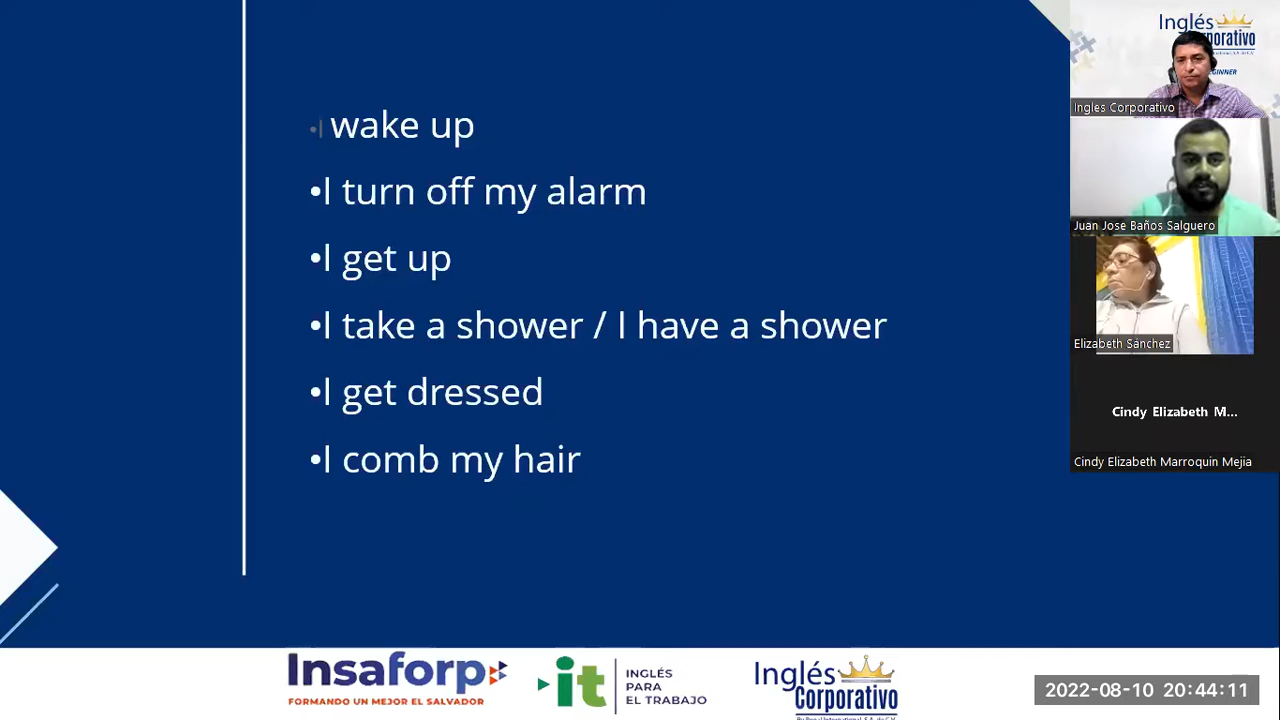 •I wake up
•I turn off my alarm
•I get up
•I take a shower / I have a shower
•I get dressed
•I comb my hair
Inglés
Corporativo
Ingles Corporativo
Juan Jose Baños Salguero
Elizabeth Sánchez
Cindy Elizabeth M...
Cindy Elizabeth Marroquin Mejia
Insaforp
FORMANDO UN MEJOR EL SALVADOR
it
INGLÉS
PARA
EL TRABAJO
Inglés
Corporativo
2022-08-10 20:44:11